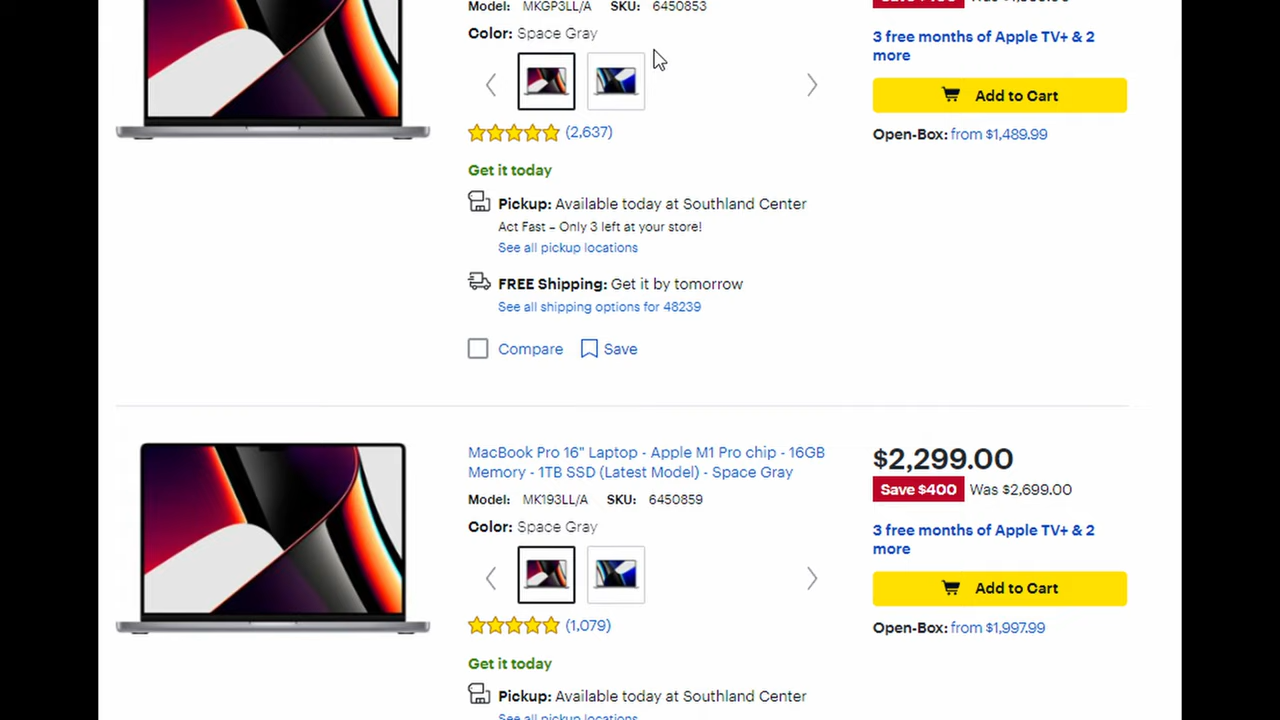 Model: MKGP3LL/A SKU: 6450853
Color: Space Gray
3 free months of Apple TV+ & 2
more
Add to Cart
Open-Box: from $1,489.99
(2,637)
Get it today
Pickup: Available today at Southland Center
Act Fast – Only 3 left at your store!
See all pickup locations
FREE Shipping: Get it by tomorrow
See all shipping options for 48239
Compare Save
MacBook Pro 16" Laptop - Apple M1 Pro chip - 16GB
Memory - 1TB SSD (Latest Model) - Space Gray
Model: MK193LL/A SKU: 6450859
Color: Space Gray
$2,299.00
Save $400 Was $2,699.00
3 free months of Apple TV+ & 2
more
Add to Cart
Open-Box: from $1,997.99
(1,079)
Get it today
Pickup: Available today at Southland Center
See all pickup locations